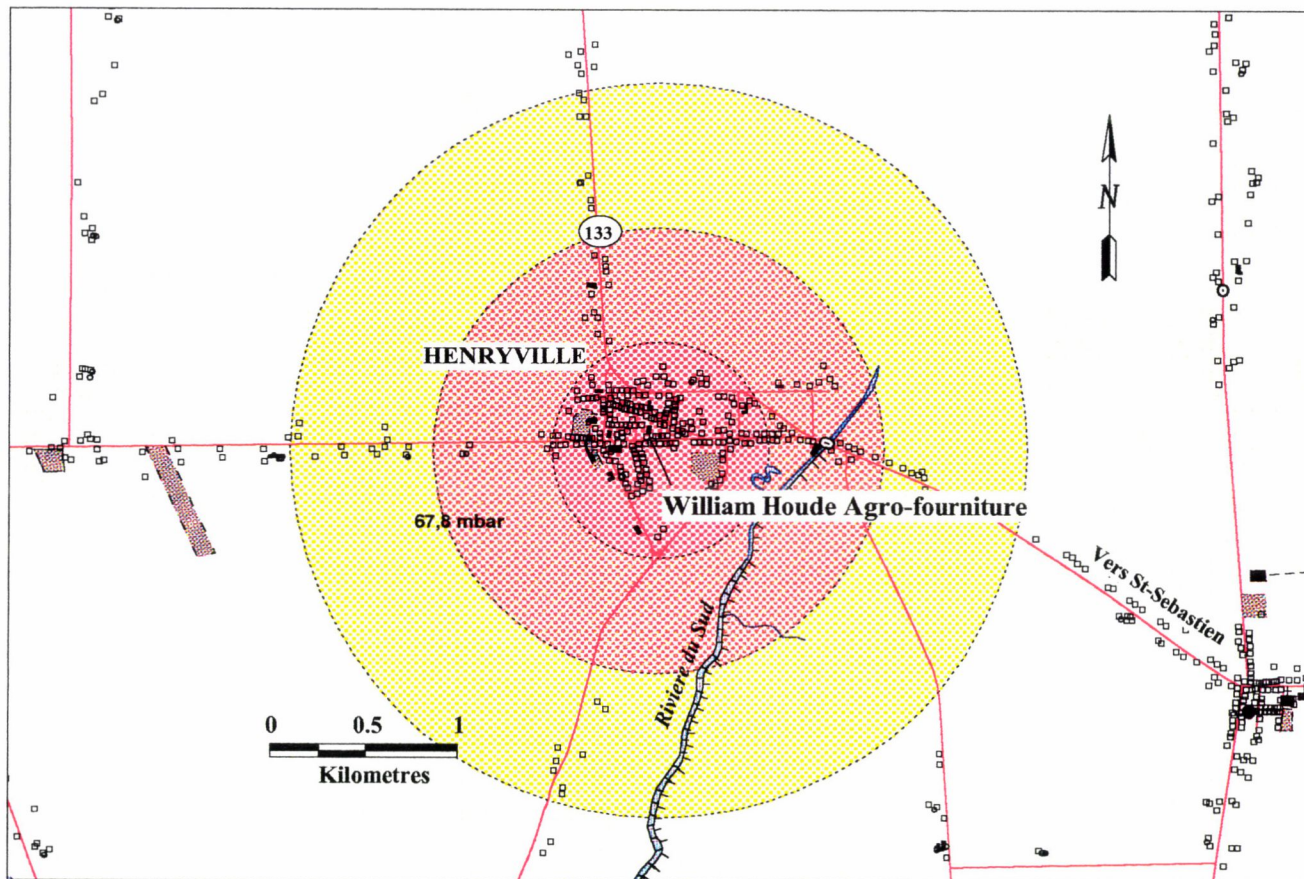 N
133
HENRYVILLE
William Houde Agro-fourniture
67,8 mbar
Vers St-Sebastien
Riviere du Sud
0 0.5 1
Kilometres